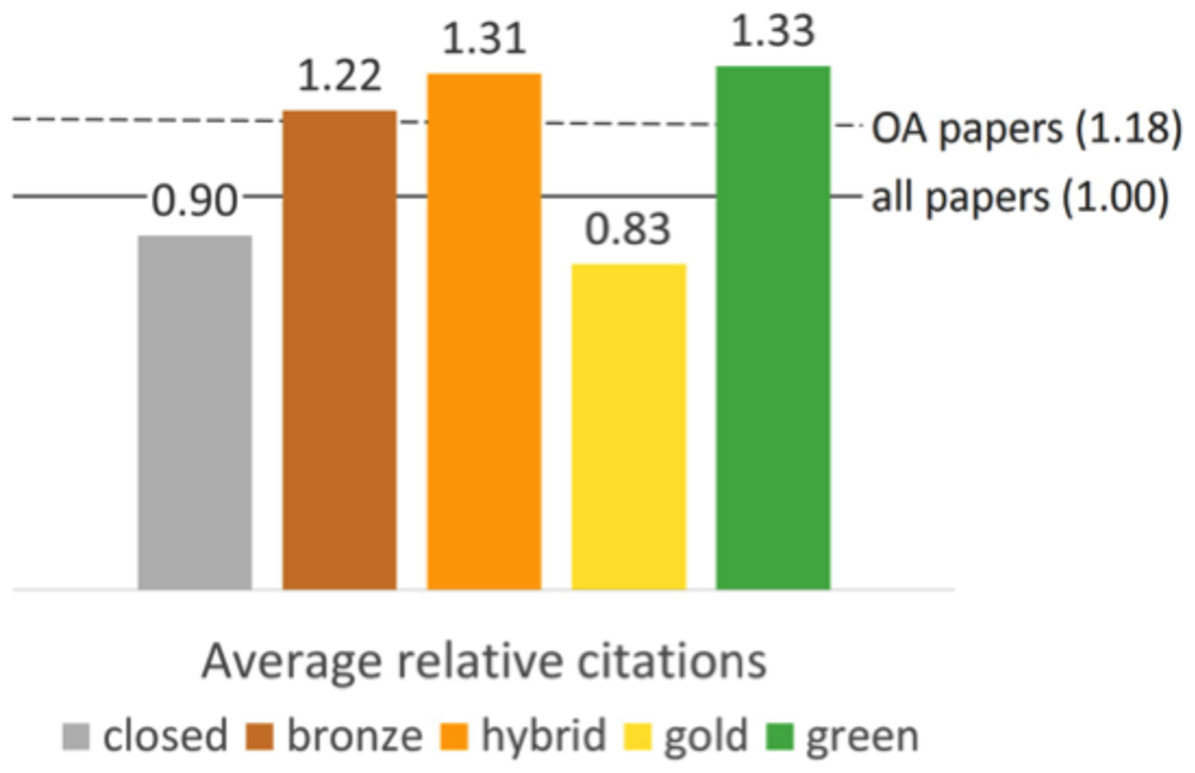 1.33
1.31
1.22
OA papers (1.18)
0.90
all papers (1.00)
0.83
Average relative citations
closed bronze hybrid gold green